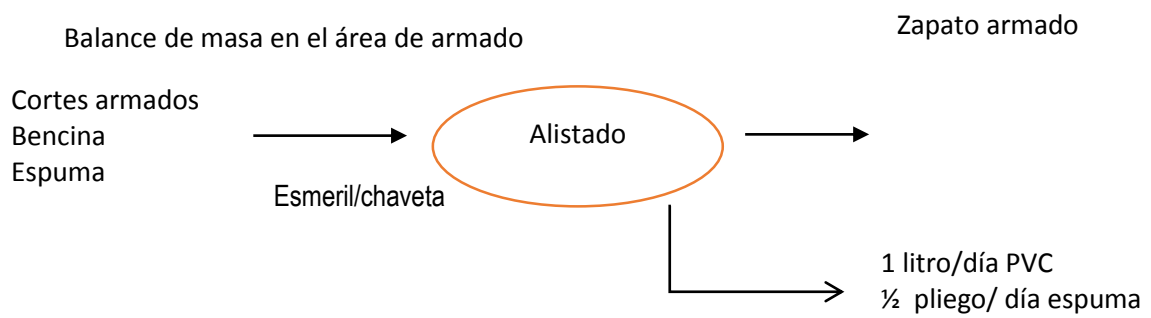 Balance de masa en el área de armado
Zapato armado
Cortes armados
Bencina
Espuma
Esmeril/chaveta
Alistado
1 litro/día PVC
½ pliego/ día espuma